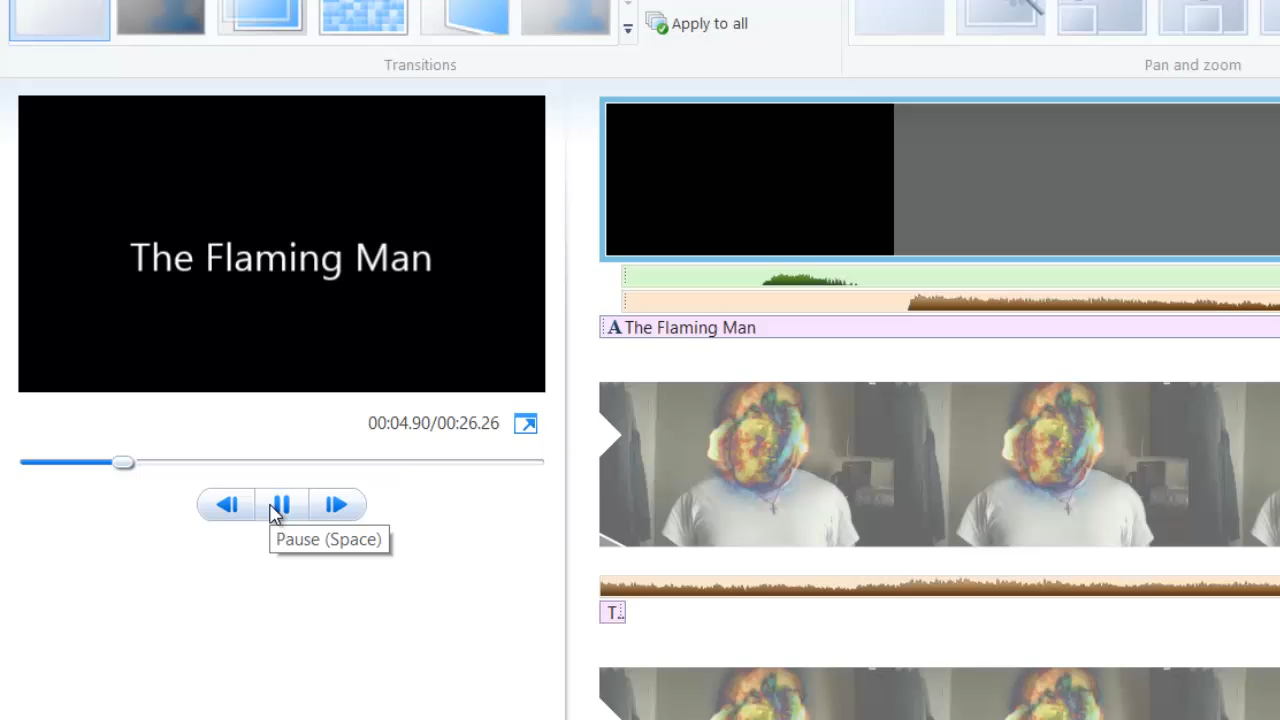 Apply to all
Transitions
Pan and zoom
The Flaming Man
A The Flaming Man
00:04.90/00:26.26
Pause (Space)
T..